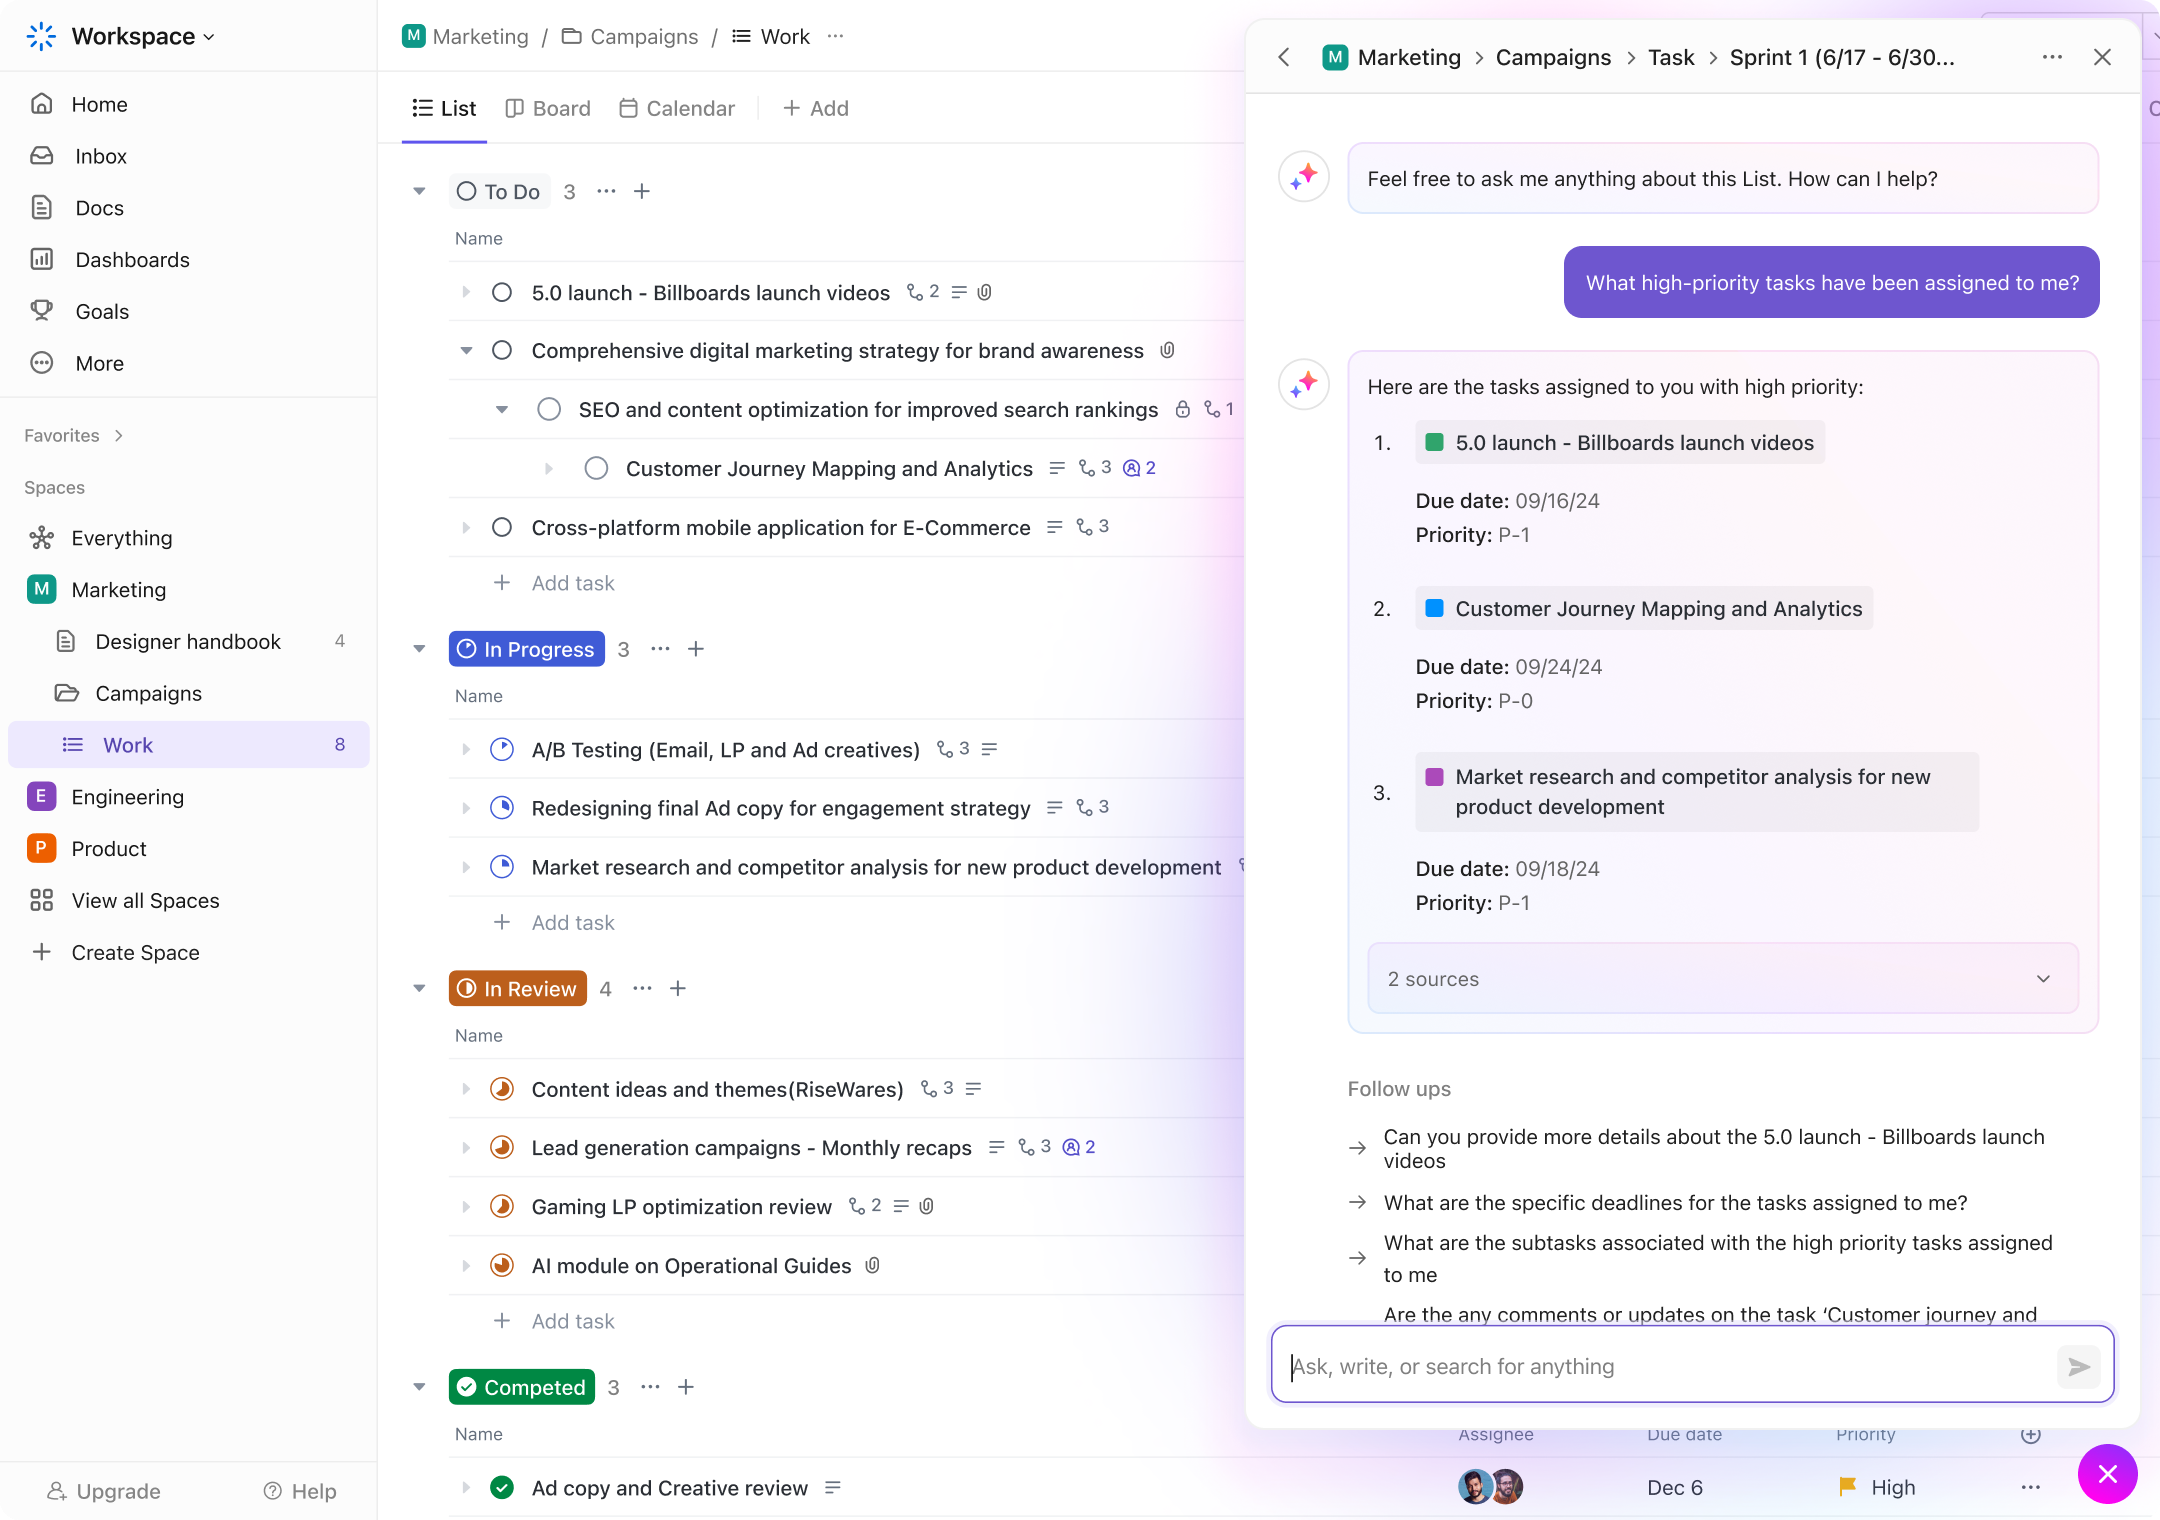 Workspace
Home
Inbox
Docs
Dashboards
Goals
More
Favorites
Spaces
Everything
M Marketing
Designer handbook 4
Campaigns
Work 8
E Engineering
P Product
View all Spaces
Create Space
Upgrade
Help
M Marketing / Campaigns / Work
List
Board
Calendar
Add
To Do 3
Name
5.0 launch - Billboards launch videos 2
Comprehensive digital marketing strategy for brand awareness
SEO and content optimization for improved search rankings 1
Customer Journey Mapping and Analytics 3 2
Cross-platform mobile application for E-Commerce 3
Add task
In Progress 3
Name
A/B Testing (Email, LP and Ad creatives) 3
Redesigning final Ad copy for engagement strategy 3
Market research and competitor analysis for new product development
Add task
In Review 4
Name
Content ideas and themes(RiseWares) 3
Lead generation campaigns - Monthly recaps 3 2
Gaming LP optimization review 2
AI module on Operational Guides
Add task
Competed 3
Name
Assignee
Due date
Priority
Ad copy and Creative review
Dec 6
High
M Marketing > Campaigns > Task > Sprint 1 (6/17 - 6/30...
Feel free to ask me anything about this List. How can I help?
What high-priority tasks have been assigned to me?
Here are the tasks assigned to you with high priority:
1. 5.0 launch - Billboards launch videos
Due date: 09/16/24
Priority: P-1
2. Customer Journey Mapping and Analytics
Due date: 09/24/24
Priority: P-0
3. Market research and competitor analysis for new
product development
Due date: 09/18/24
Priority: P-1
2 sources
Follow ups
Can you provide more details about the 5.0 launch - Billboards launch
videos
What are the specific deadlines for the tasks assigned to me?
What are the subtasks associated with the high priority tasks assigned
to me
Are the any comments or updates on the task ‘Customer journey and
Ask, write, or search for anything